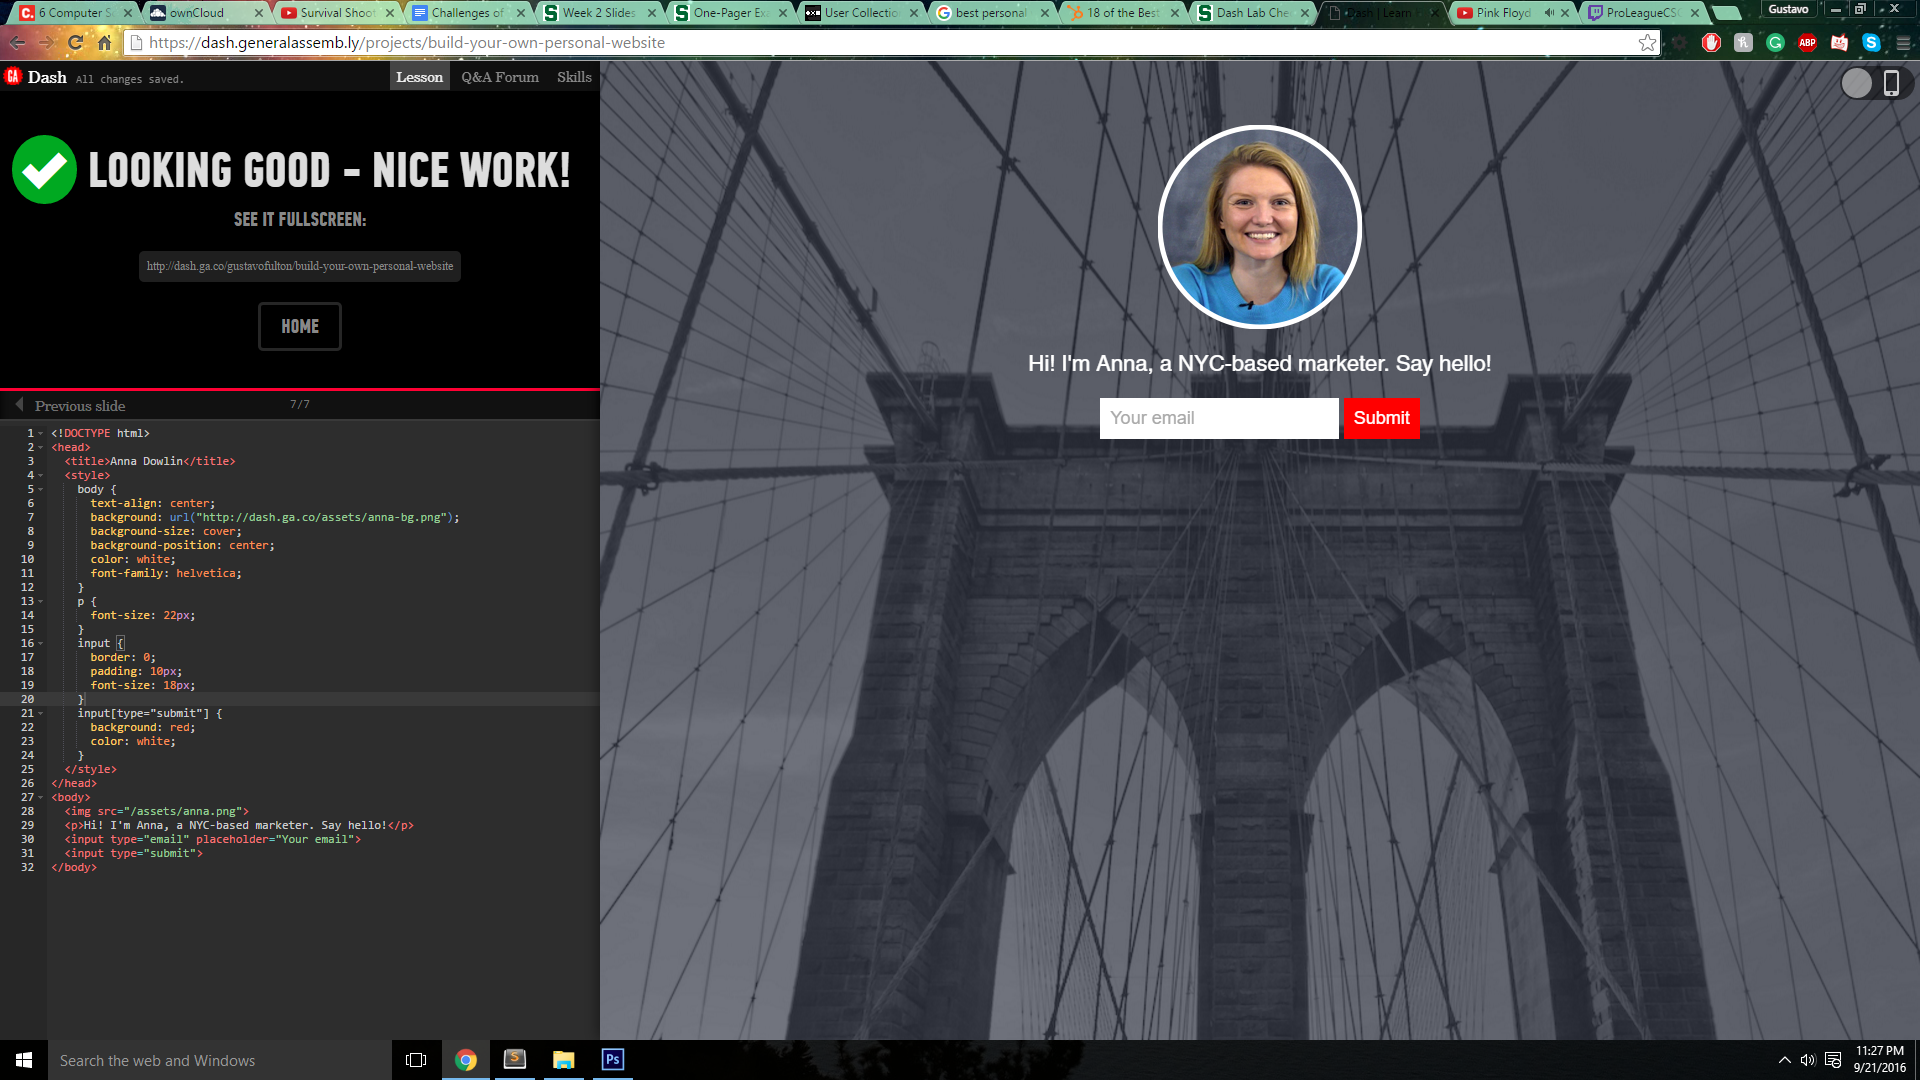 6 Computer S
ownCloud
Survival Shoot
Challenges of
Week 2 Slides
One-Pager Ex
User Collectio
best personal
18 of the Best
Dash Lab Che
Dash | Learn
Pink Floyd
ProLeagueCS
Gustavo
https://dash.generalassemb.ly/projects/build-your-own-personal-website
ABP
GA Dash All changes saved.
Lesson Q&A Forum Skills
LOOKING GOOD - NICE WORK!
SEE IT FULLSCREEN:
http://dash.ga.co/gustavofulton/build-your-own-personal-website
HOME
Previous slide 7/7
1 <!DOCTYPE html>
2 <head>
3 <title>Anna Dowlin</title>
4 <style>
5 body {
6 text-align: center;
7 background: url("http://dash.ga.co/assets/anna-bg.png");
8 background-size: cover;
9 background-position: center;
10 color: white;
11 font-family: helvetica;
12 }
13 p {
14 font-size: 22px;
15 }
16 input {
17 border: 0;
18 padding: 10px;
19 font-size: 18px;
20 }
21 input[type="submit"] {
22 background: red;
23 color: white;
24 }
25 </style>
26 </head>
27 <body>
28 <img src="/assets/anna.png">
29 <p>Hi! I'm Anna, a NYC-based marketer. Say hello!</p>
30 <input type="email" placeholder="Your email">
31 <input type="submit">
32 </body>
Hi! I'm Anna, a NYC-based marketer. Say hello!
Your email Submit
Search the web and Windows
Ps
11:27 PM
9/21/2016